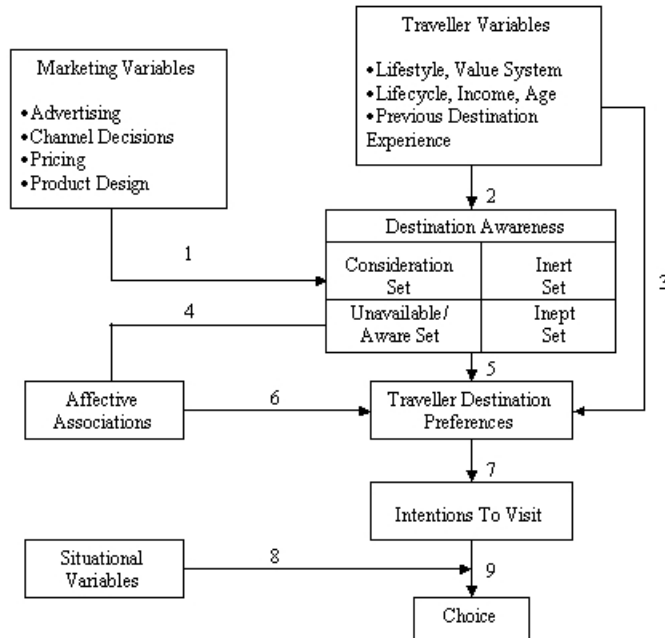 Marketing Variables
•Advertising
•Channel Decisions
•Pricing
•Product Design
Traveller Variables
•Lifestyle, Value System
•Lifecycle, Income, Age
•Previous Destination
Experience
1
2
3
Destination Awareness
Consideration
Set
Inert
Set
Unavailable/
Aware Set
Inept
Set
4
5
Affective
Associations
6
Traveller Destination
Preferences
7
Intentions To Visit
Situational
Variables
8
9
Choice